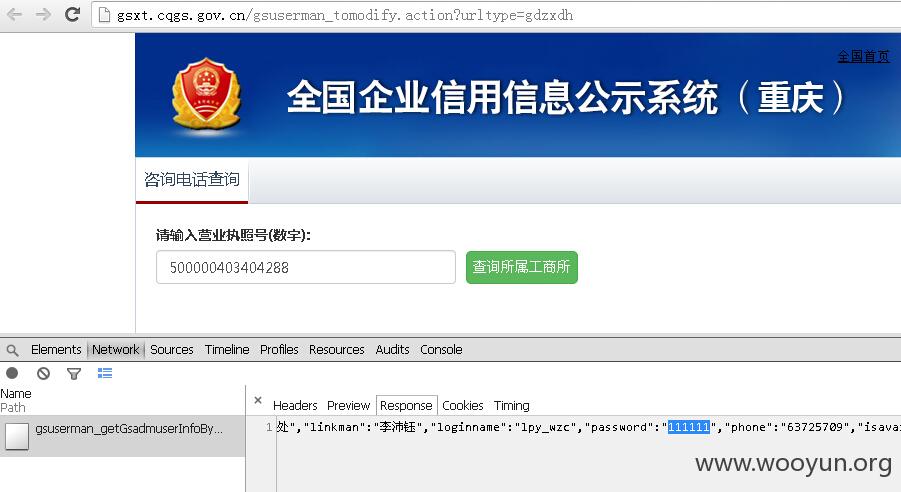 gsxt.cqgs.gov.cn/gsuserman_tomodify.action?urltype=gdzxdh
全国首页
全国企业信用信息公示系统（重庆）
咨询电话查询
请输入营业执照号(数字):
500000403404288 查询所属工商所
Elements Network Sources Timeline Profiles Resources Audits Console
Name
Path
× Headers Preview Response Cookies Timing
gsuserman_getGsadmuserInfoBy...
1 处","linkman":"李沛钰","loginname":"lpy_wzc","password":"111111","phone":"63725709","isavai
www.wooyun.org